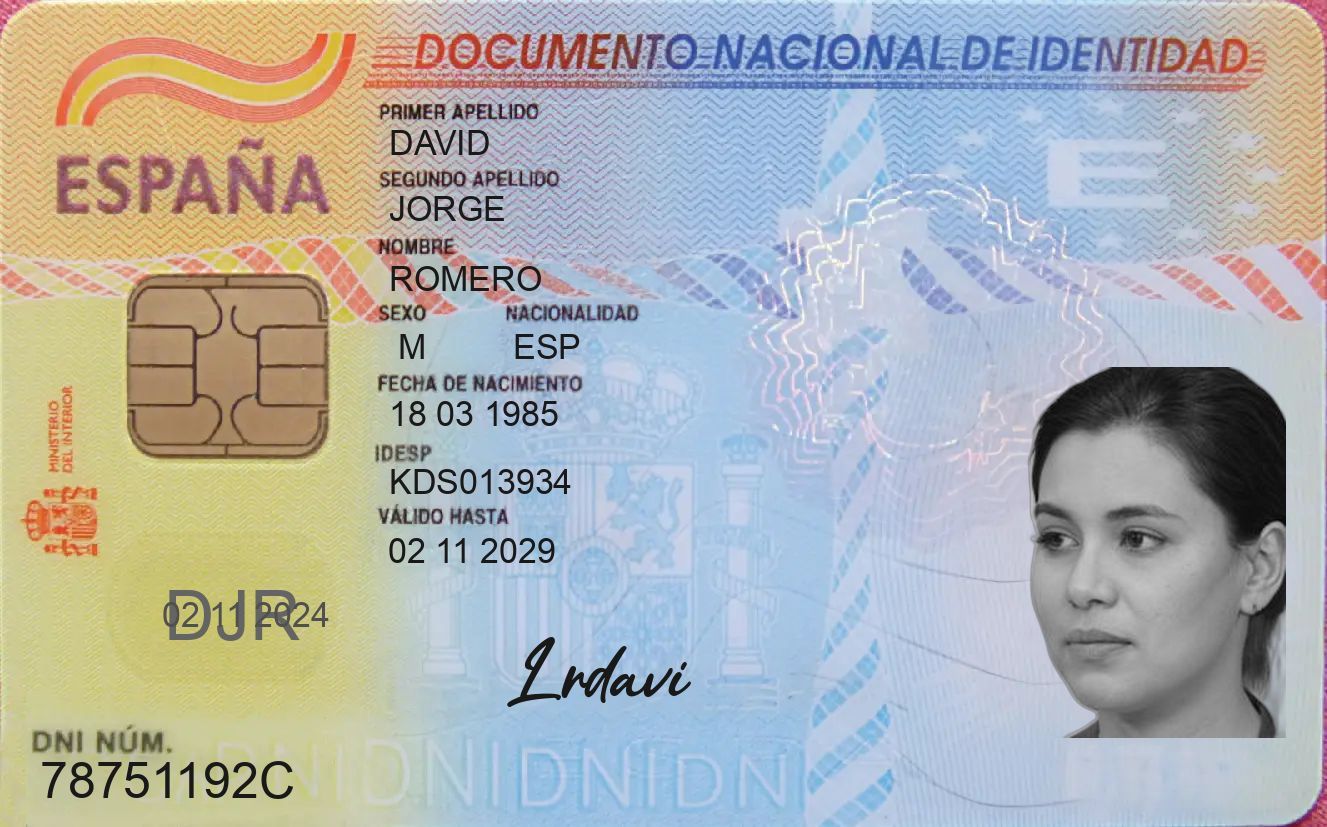 DOCUMENTO NACIONAL DE IDENTIDAD
ESPAÑA
E
PRIMER APELLIDO
DAVID
SEGUNDO APELLIDO
JORGE
NOMBRE
ROMERO
SEXO NACIONALIDAD
M ESP
FECHA DE NACIMIENTO
18 03 1985
IDESP
KDS013934
VÁLIDO HASTA
02 11 2029
MINISTERIO
DEL INTERIOR
02 11 2024
DJR
Lrdavi
DNI NÚM.
78751192C
DNIDNIDNIDNI